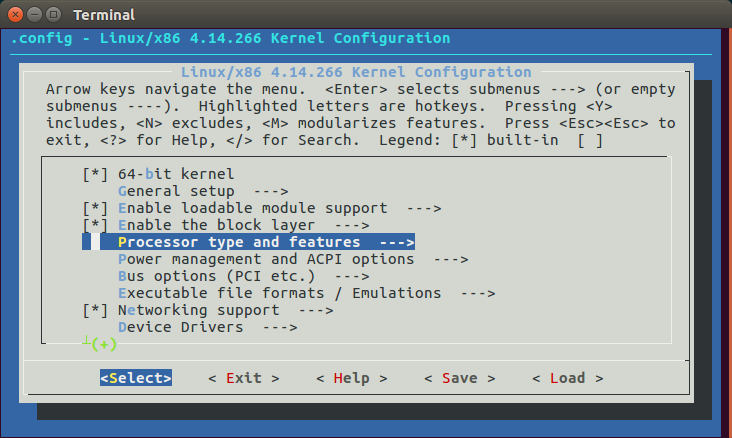 Terminal
.config - Linux/x86 4.14.266 Kernel Configuration
Linux/x86 4.14.266 Kernel Configuration
Arrow keys navigate the menu.  <Enter> selects submenus ---> (or empty
submenus ----).  Highlighted letters are hotkeys.  Pressing <Y>
includes, <N> excludes, <M> modularizes features.  Press <Esc><Esc> to
exit, <?> for Help, </> for Search.  Legend: [*] built-in  [ ]
[*] 64-bit kernel
General setup  --->
[*] Enable loadable module support  --->
[*] Enable the block layer  --->
Processor type and features  --->
Power management and ACPI options  --->
Bus options (PCI etc.)  --->
Executable file formats / Emulations  --->
[*] Networking support  --->
Device Drivers  --->
(+)
<Select>    < Exit >    < Help >    < Save >    < Load >